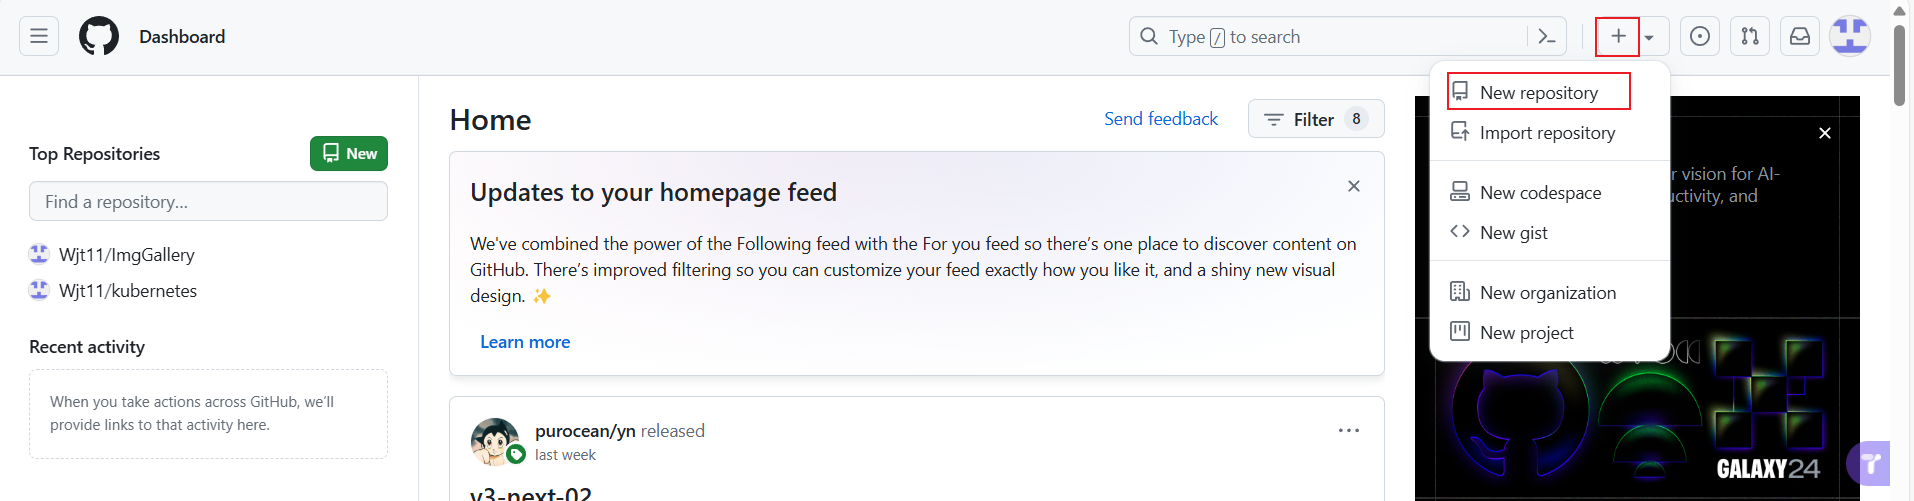 Dashboard
Type / to search
New repository
Import repository
New codespace
New gist
New organization
New project
Top Repositories
New
Find a repository...
Wjt11/ImgGallery
Wjt11/kubernetes
Recent activity
When you take actions across GitHub, we'll
provide links to that activity here.
Home
Send feedback
Filter 8
Updates to your homepage feed
We've combined the power of the Following feed with the For you feed so there's one place to discover content on
GitHub. There's improved filtering so you can customize your feed exactly how you like it, and a shiny new visual
design. ✨
Learn more
purocean/yn released
last week
v3-next-02
vision for AI-
and
GALAXY24